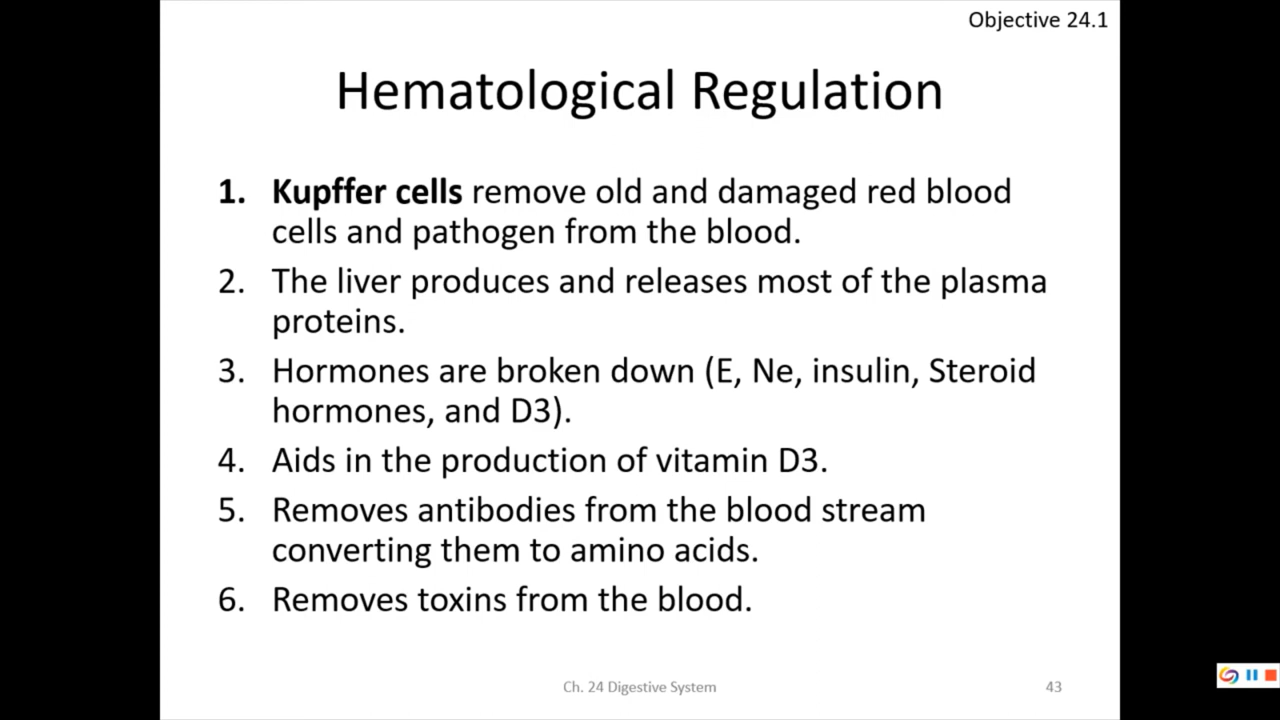 Objective 24.1
Hematological Regulation
1. Kupffer cells remove old and damaged red blood
cells and pathogen from the blood.
2. The liver produces and releases most of the plasma
proteins.
3. Hormones are broken down (E, Ne, insulin, Steroid
hormones, and D3).
4. Aids in the production of vitamin D3.
5. Removes antibodies from the blood stream
converting them to amino acids.
6. Removes toxins from the blood.
Ch. 24 Digestive System
43